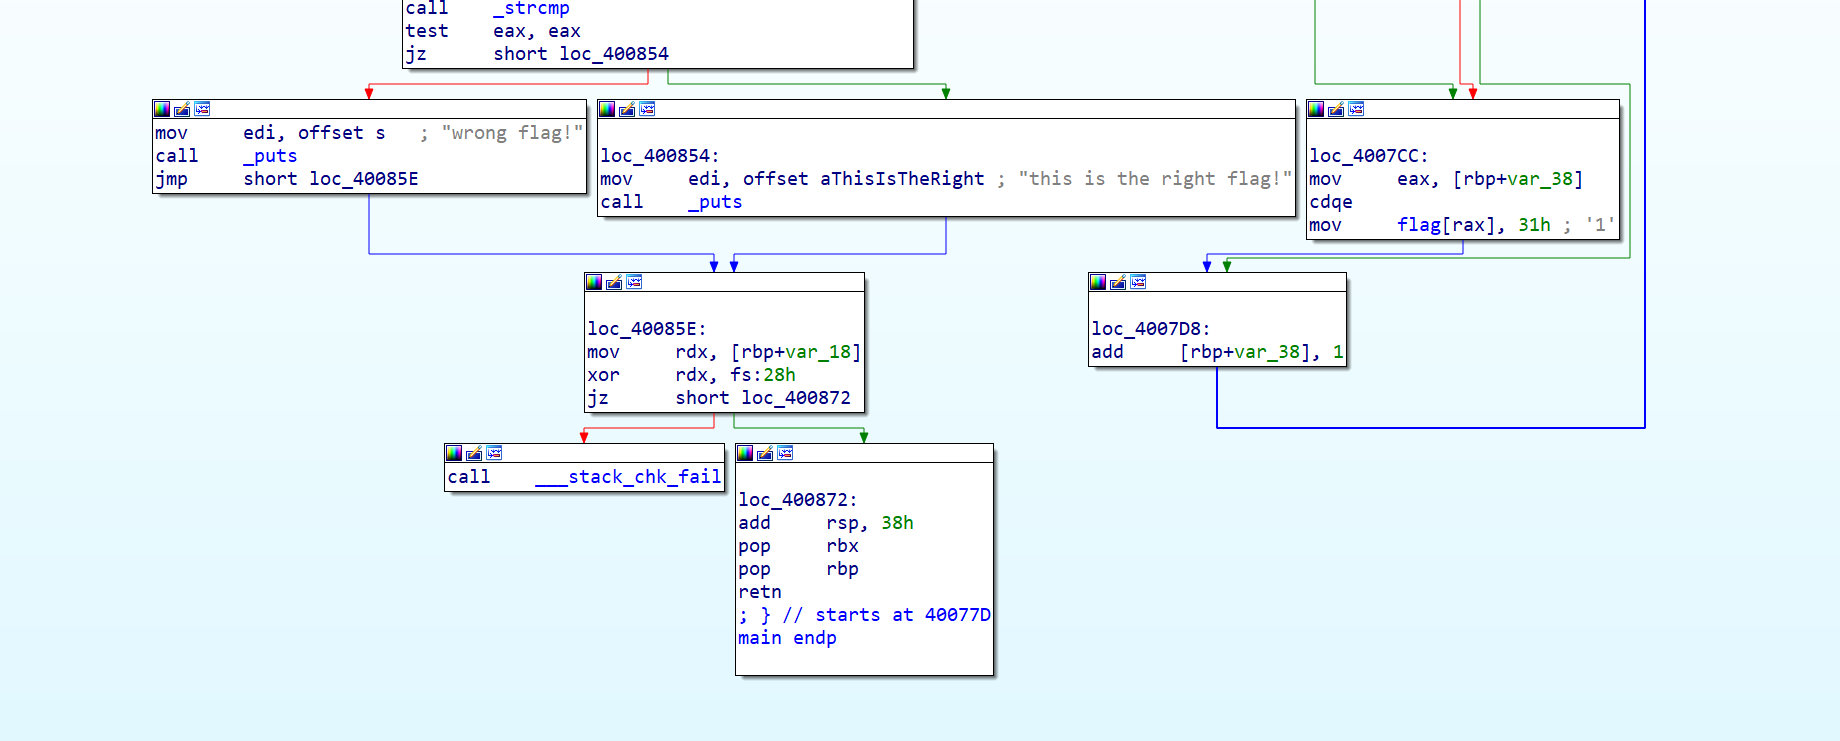 call _strcmp
test eax, eax
jz short loc_400854
mov edi, offset s ; "wrong flag!"
call _puts
jmp short loc_40085E
loc_400854:
mov edi, offset aThisIsTheRight ; "this is the right flag!"
call _puts
loc_4007CC:
mov eax, [rbp+var_38]
cdqe
mov flag[rax], 31h ; '1'
loc_40085E:
mov rdx, [rbp+var_18]
xor rdx, fs:28h
jz short loc_400872
loc_4007D8:
add [rbp+var_38], 1
call ___stack_chk_fail
loc_400872:
add rsp, 38h
pop rbx
pop rbp
retn
; } // starts at 40077D
main endp